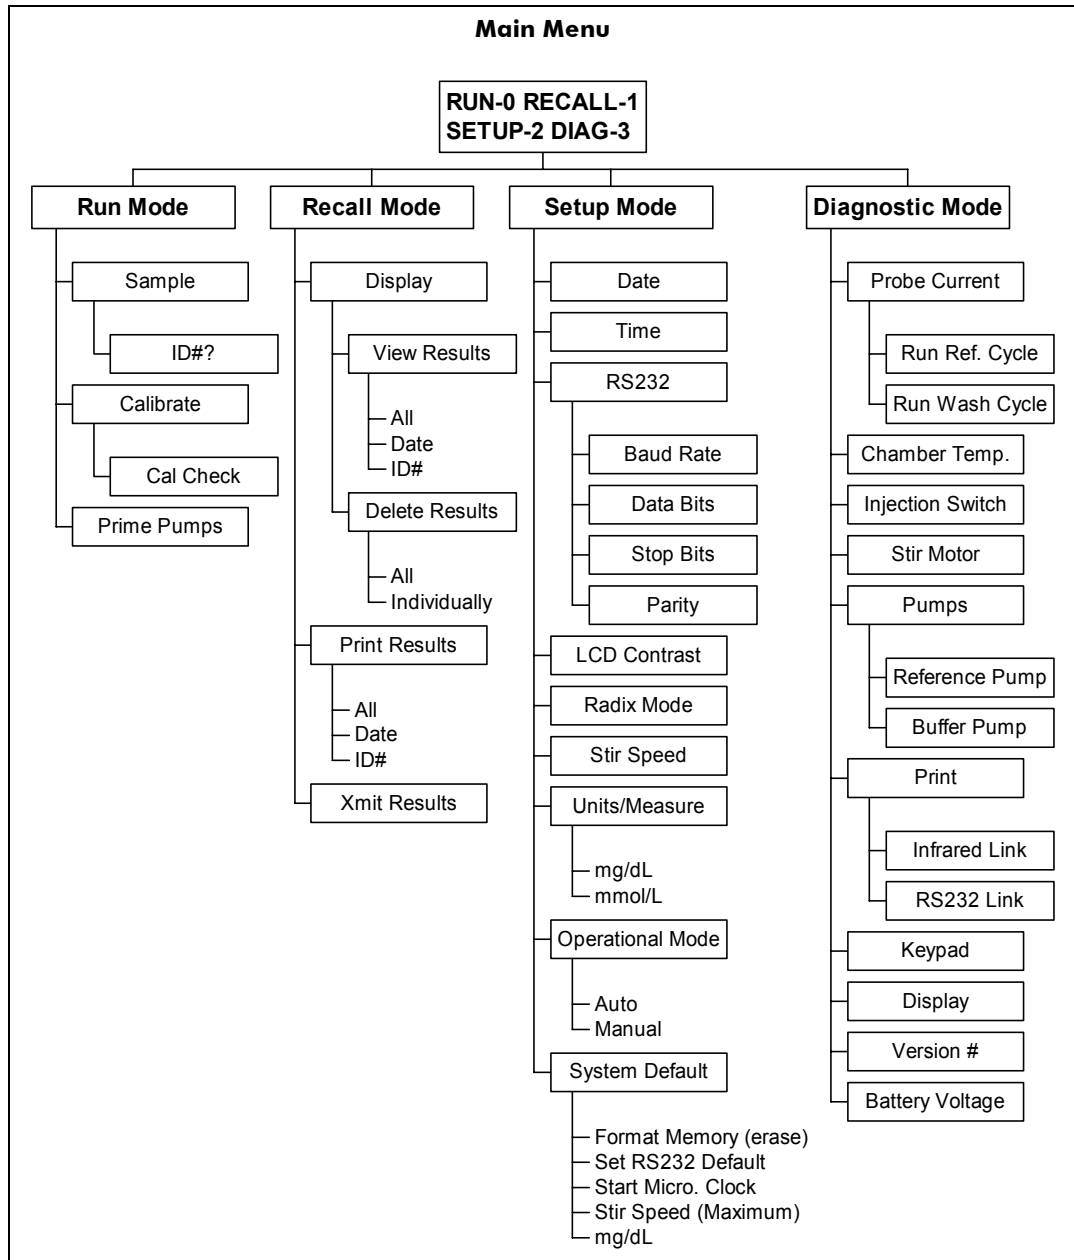 Main Menu
RUN-0 RECALL-1
SETUP-2 DIAG-3
Run Mode
Sample
ID#?
Calibrate
Cal Check
Prime Pumps
Recall Mode
Display
View Results
All
Date
ID#
Delete Results
All
Individually
Print Results
All
Date
ID#
Xmit Results
Setup Mode
Date
Time
RS232
Baud Rate
Data Bits
Stop Bits
Parity
LCD Contrast
Radix Mode
Stir Speed
Units/Measure
mg/dL
mmol/L
Operational Mode
Auto
Manual
System Default
Format Memory (erase)
Set RS232 Default
Start Micro. Clock
Stir Speed (Maximum)
mg/dL
Diagnostic Mode
Probe Current
Run Ref. Cycle
Run Wash Cycle
Chamber Temp.
Injection Switch
Stir Motor
Pumps
Reference Pump
Buffer Pump
Print
Infrared Link
RS232 Link
Keypad
Display
Version #
Battery Voltage